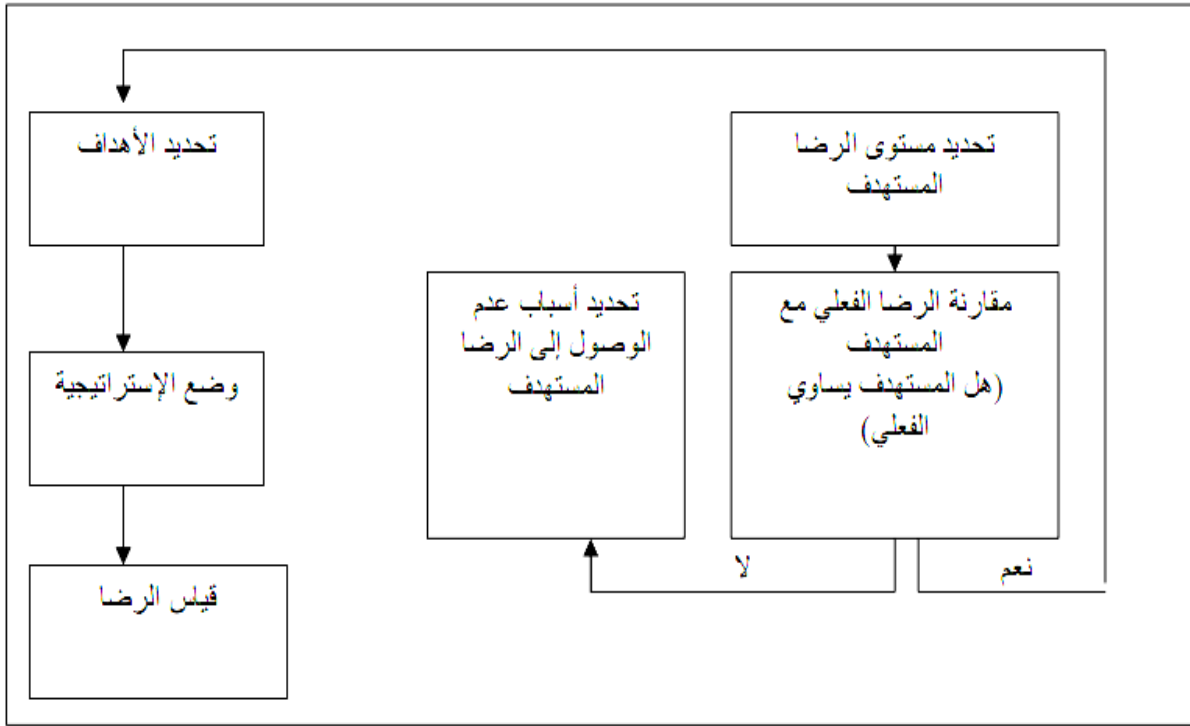 تحديد مستوى الرضا
المستهدف
مقارنة الرضا الفعلي مع
المستهدف
(هل المستهدف يساوي
الفعلي)
نعم
لا
تحديد أسباب عدم
الوصول إلى الرضا
المستهدف
تحديد الأهداف
وضع الإستراتيجية
قياس الرضا